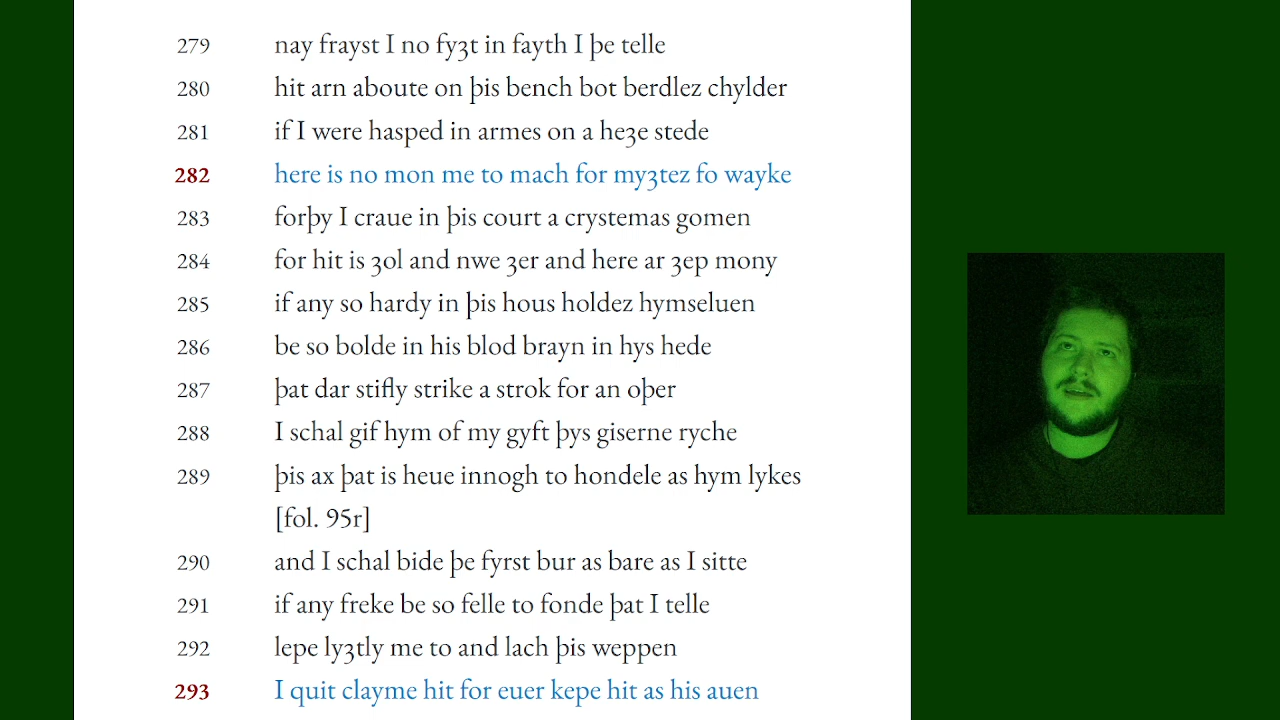 279 nay frayst I no fyȝt in fayth I þe telle
280 hit arn aboute on þis bench bot berdlez chylder
281 if I were hasped in armes on a heȝe stede
282 here is no mon me to mach for myȝtez fo wayke
283 forþy I craue in þis court a crystemas gomen
284 for hit is ȝol and nwe ȝer and here ar ȝep mony
285 if any so hardy in þis hous holdez hymseluen
286 be so bolde in his blod brayn in hys hede
287 þat dar stifly strike a strok for an oþer
288 I schal gif hym of my gyft þys giserne ryche
289 þis ax þat is heue innogh to hondele as hym lykes
[fol. 95r]
290 and I schal bide þe fyrst bur as bare as I sitte
291 if any freke be so felle to fonde þat I telle
292 lepe lyȝtly me to and lach þis weppen
293 I quit clayme hit for euer kepe hit as his auen